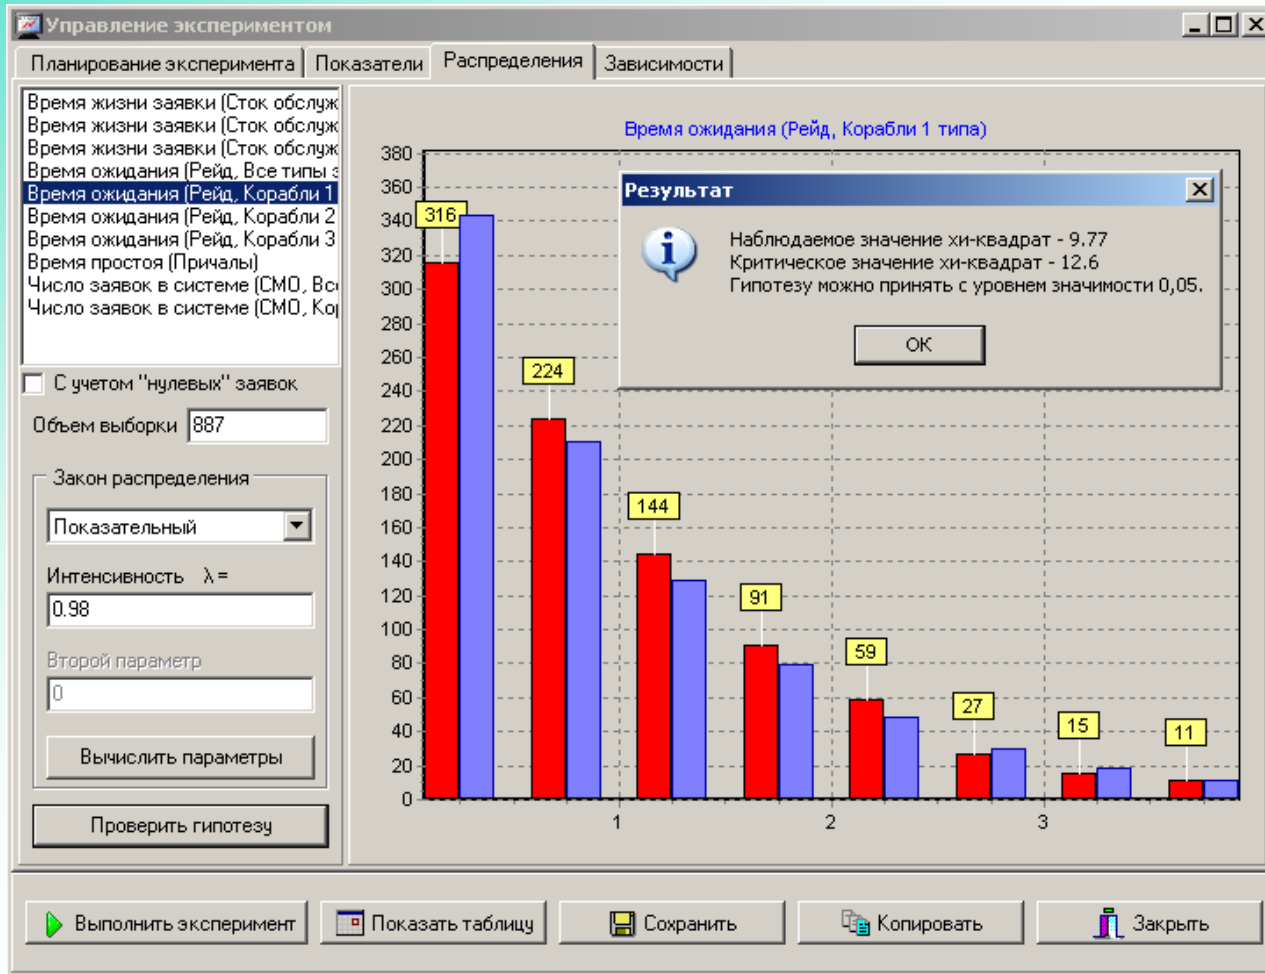 Управление экспериментом
Планирование эксперимента
Показатели
Распределения
Зависимости
Время жизни заявки (Сток обслуж
Время жизни заявки (Сток обслуж
Время жизни заявки (Сток обслуж
Время ожидания (Рейд, Все типы з
Время ожидания (Рейд, Корабли 1
Время ожидания (Рейд, Корабли 2
Время ожидания (Рейд, Корабли 3
Время простоя (Причалы)
Число заявок в системе (СМО, Все
Число заявок в системе (СМО, Кор
С учетом "нулевых" заявок
Объем выборки 887
Закон распределения
Показательный
Интенсивность λ =
0.98
Второй параметр
0
Вычислить параметры
Проверить гипотезу
Время ожидания (Рейд, Корабли 1 типа)
380
360
340
320
300
280
260
240
220
200
180
160
140
120
100
80
60
40
20
0
316
224
144
91
59
27
15
11
1
2
3
Результат
Наблюдаемое значение хи-квадрат - 9.77
Критическое значение хи-квадрат - 12.6
Гипотезу можно принять с уровнем значимости 0,05.
ОК
Выполнить эксперимент
Показать таблицу
Сохранить
Копировать
Закрыть